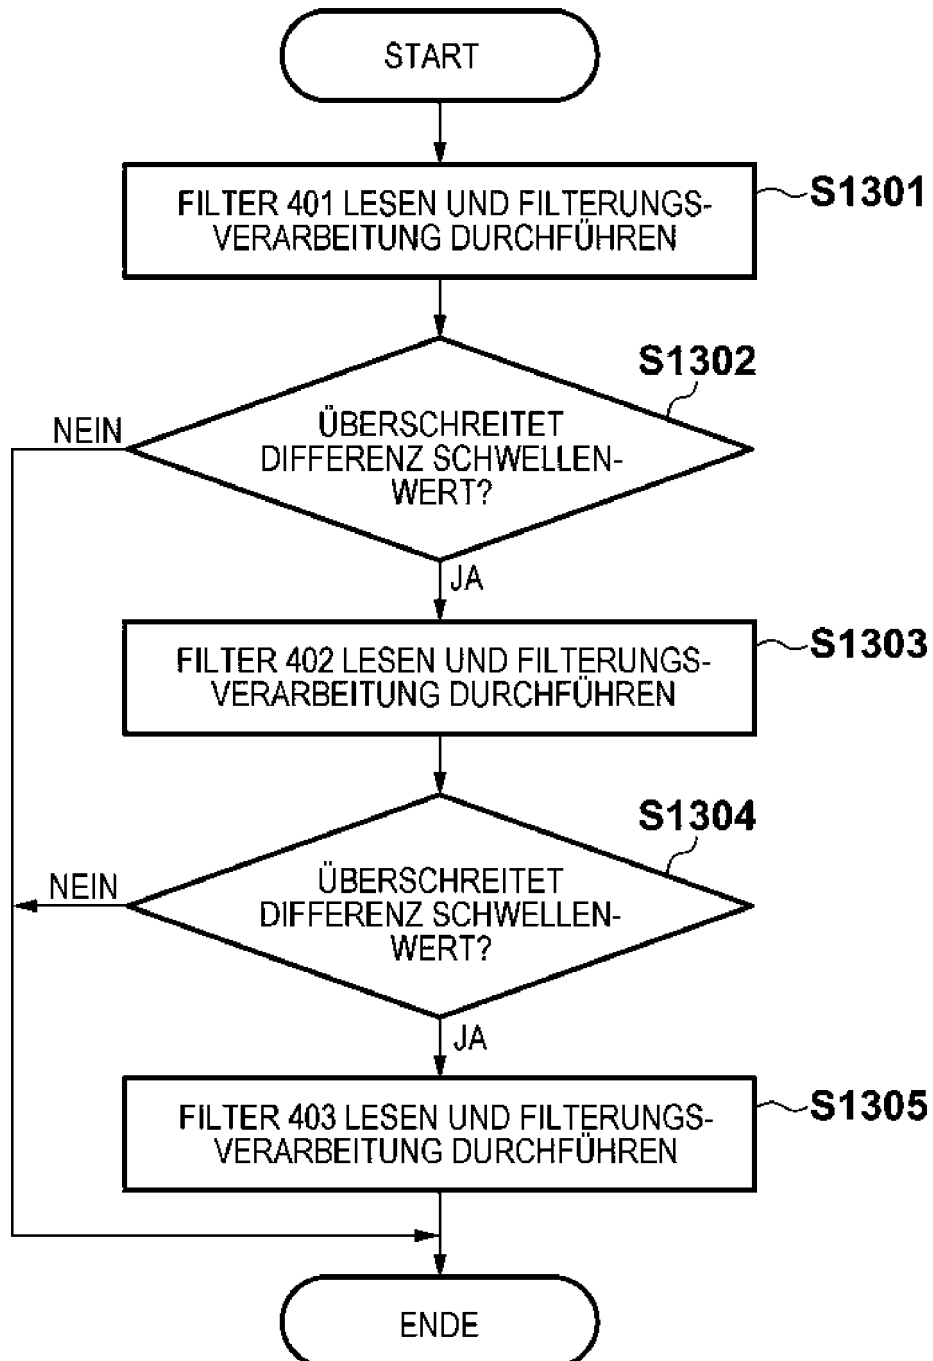 START
FILTER 401 LESEN UND FILTERUNGS-
VERARBEITUNG DURCHFÜHREN
S1301
S1302
ÜBERSCHREITET
DIFFERENZ SCHWELLEN-
WERT?
NEIN
JA
FILTER 402 LESEN UND FILTERUNGS-
VERARBEITUNG DURCHFÜHREN
S1303
S1304
ÜBERSCHREITET
DIFFERENZ SCHWELLEN-
WERT?
NEIN
JA
FILTER 403 LESEN UND FILTERUNGS-
VERARBEITUNG DURCHFÜHREN
S1305
ENDE